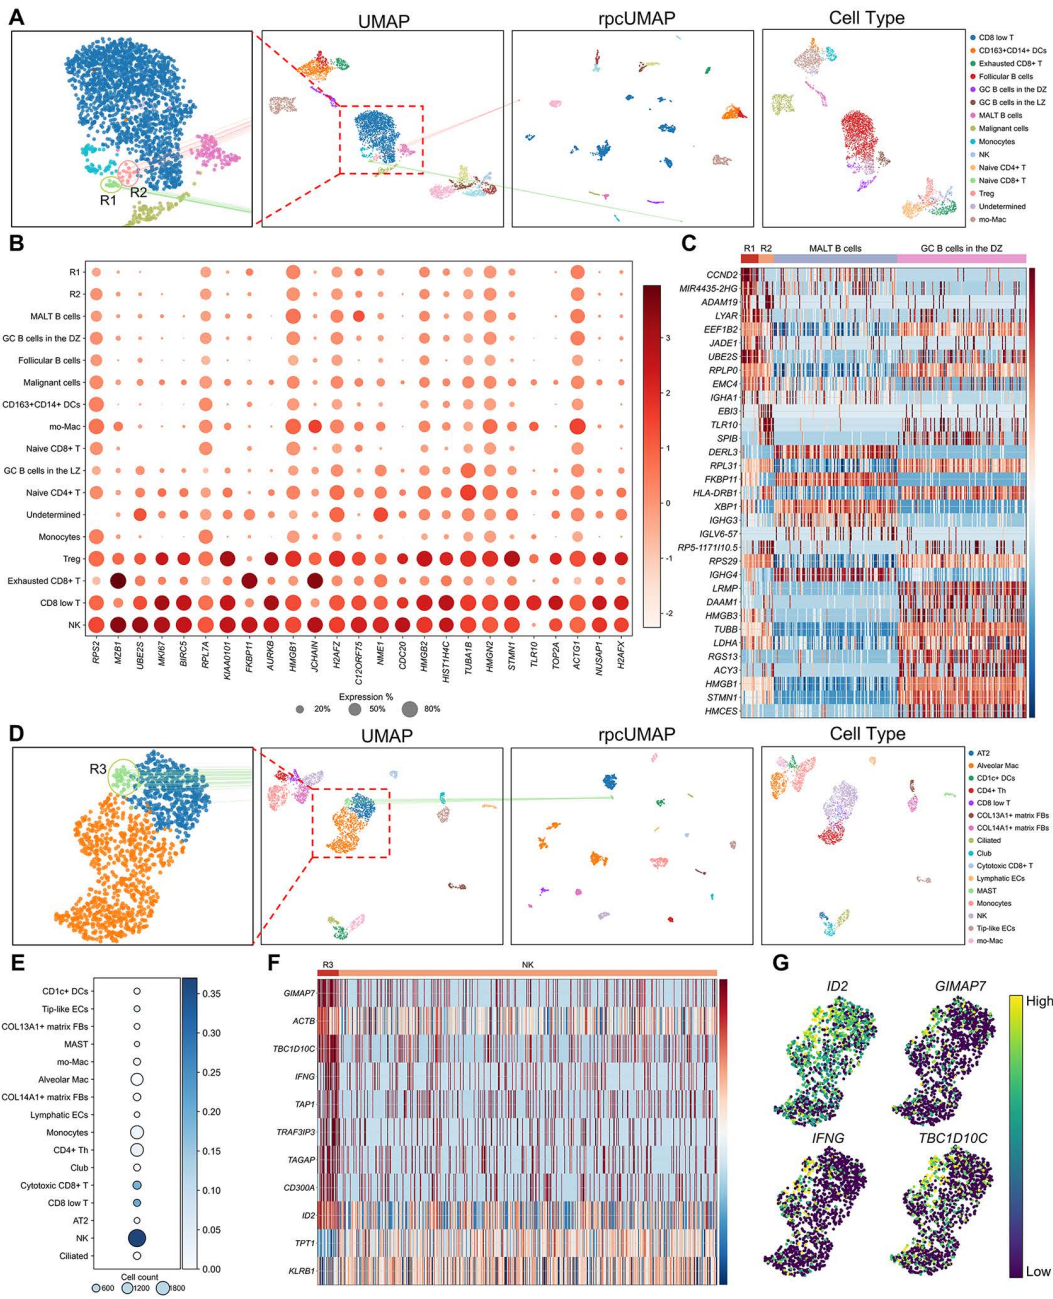 A
UMAP
rpcUMAP
Cell Type
R1
R2
CD8 low T
CD163+CD14+ DCs
Exhausted CD8+ T
Follicular B cells
GC B cells in the DZ
GC B cells in the LZ
MALT B cells
Malignant cells
Monocytes
NK
Naive CD4+ T
Naive CD8+ T
Treg
Undetermined
mo-Mac
B
R1
R2
MALT B cells
GC B cells in the DZ
Follicular B cells
Malignant cells
CD163+CD14+ DCs
mo-Mac
Naive CD8+ T
GC B cells in the LZ
Naive CD4+ T
Undetermined
Monocytes
Treg
Exhausted CD8+ T
CD8 low T
NK
RPS2
MZB1
UBE2S
MKI67
BIRC5
RPL7A
KIAA0101
FKBP11
AURKB
HMGB1
JCHAIN
H2AFZ
C12ORF75
NME1
CDC20
HMGB2
HIST1H4C
TUBA1B
HMGN2
STMN1
TLR10
TOP2A
ACTG1
NUSAP1
H2AFX
Expression %
20% 50% 80%
3
2
1
0
-1
-2
C
R1 R2 MALT B cells GC B cells in the DZ
CCND2
MIR4435-2HG
ADAM19
LYAR
EEF1B2
JADE1
UBE2S
RPLP0
EMC4
IGHA1
EBI3
TLR10
SPIB
DERL3
RPL31
FKBP11
HLA-DRB1
XBP1
IGHG3
IGLV6-57
RP5-1171I10.5
RPS29
IGHG4
LRMP
DAAM1
HMGB3
TUBB
LDHA
RGS13
ACY3
HMGB1
STMN1
HMCES
D
UMAP
rpcUMAP
Cell Type
R3
AT2
Alveolar Mac
CD1c+ DCs
CD4+ Th
CD8 low T
COL13A1+ matrix FBs
COL14A1+ matrix FBs
Ciliated
Club
Cytotoxic CD8+ T
Lymphatic ECs
MAST
Monocytes
NK
Tip-like ECs
mo-Mac
E
CD1c+ DCs
Tip-like ECs
COL13A1+ matrix FBs
MAST
mo-Mac
Alveolar Mac
COL14A1+ matrix FBs
Lymphatic ECs
Monocytes
CD4+ Th
Club
Cytotoxic CD8+ T
CD8 low T
AT2
NK
Ciliated
Cell count
600 1200 1800
0.35
0.30
0.25
0.20
0.15
0.10
0.05
0.00
F
R3 NK
GIMAP7
ACTB
TBC1D10C
IFNG
TAP1
TRAF3IP3
TAGAP
CD300A
ID2
TPT1
KLRB1
G
ID2
GIMAP7
IFNG
TBC1D10C
High
Low